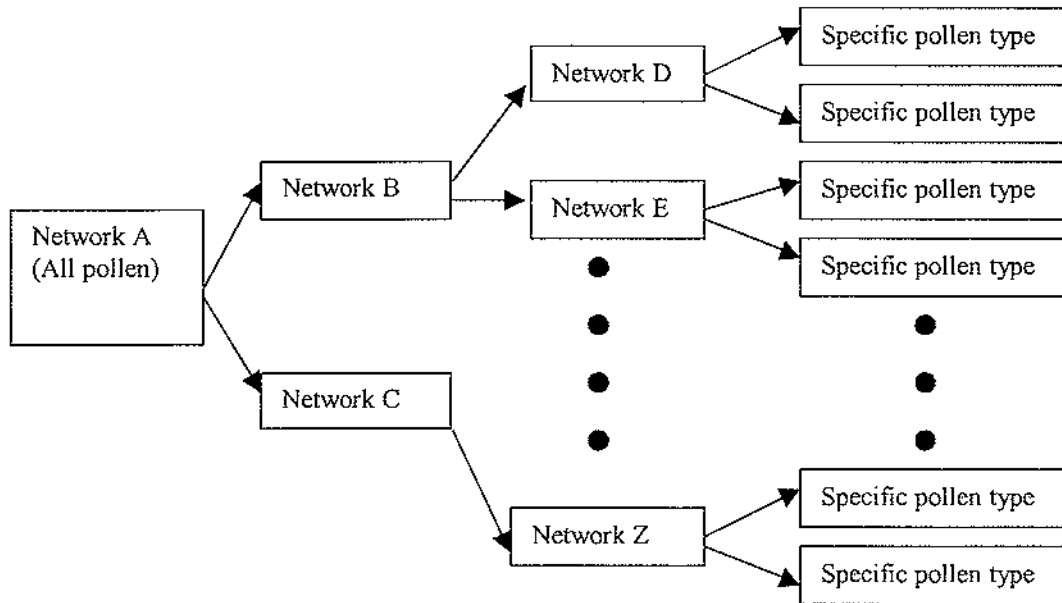 Specific pollen type
Network D
Specific pollen type
Network B
Specific pollen type
Network E
Network A
(All pollen)
Specific pollen type
Network C
Specific pollen type
Network Z
Specific pollen type